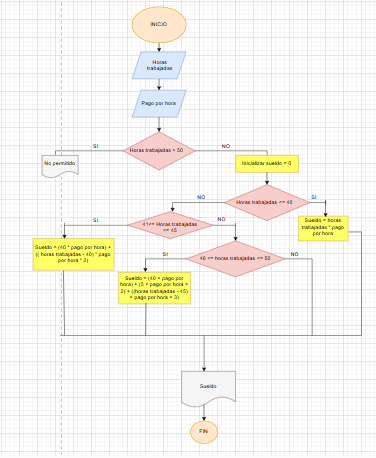 INICIO
Horas
trabajadas
Pago por hora
Horas trabajadas > 50
SI
NO
No permitido
Inicializar sueldo = 0
Horas trabajadas <= 40
NO
SI
Sueldo = horas
trabajadas * pago
por hora
41<= Horas trabajadas
<= 45
SI
NO
Sueldo = (40 * pago por hora) +
(( horas trabajadas - 40) * pago
por hora * 2)
46 <= horas trabajadas <= 50
SI
NO
Sueldo = (40 × pago por
hora) + (5 × pago por hora ×
2) + ((horas trabajadas - 45)
× pago por hora × 3)
Sueldo
FIN